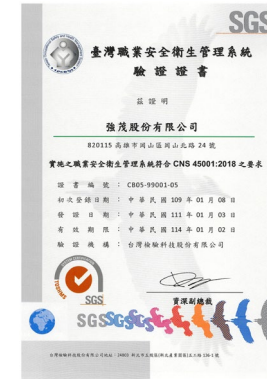 SGS
臺灣職業安全衛生管理系統
驗證證書
茲證明
強茂股份有限公司
820115 高雄市岡山區岡山北路 24 號
實施之職業安全衛生管理系統符合 CNS 45001:2018 之要求
證書編號 : CB05-99001-05
初次登錄日期 : 中華民國 109 年 01 月 08 日
發證日期 : 中華民國 111 年 01 月 03 日
有效期限 : 中華民國 114 年 01 月 02 日
驗證機構 : 台灣檢驗科技股份有限公司
SGS
資深副總裁
SGS